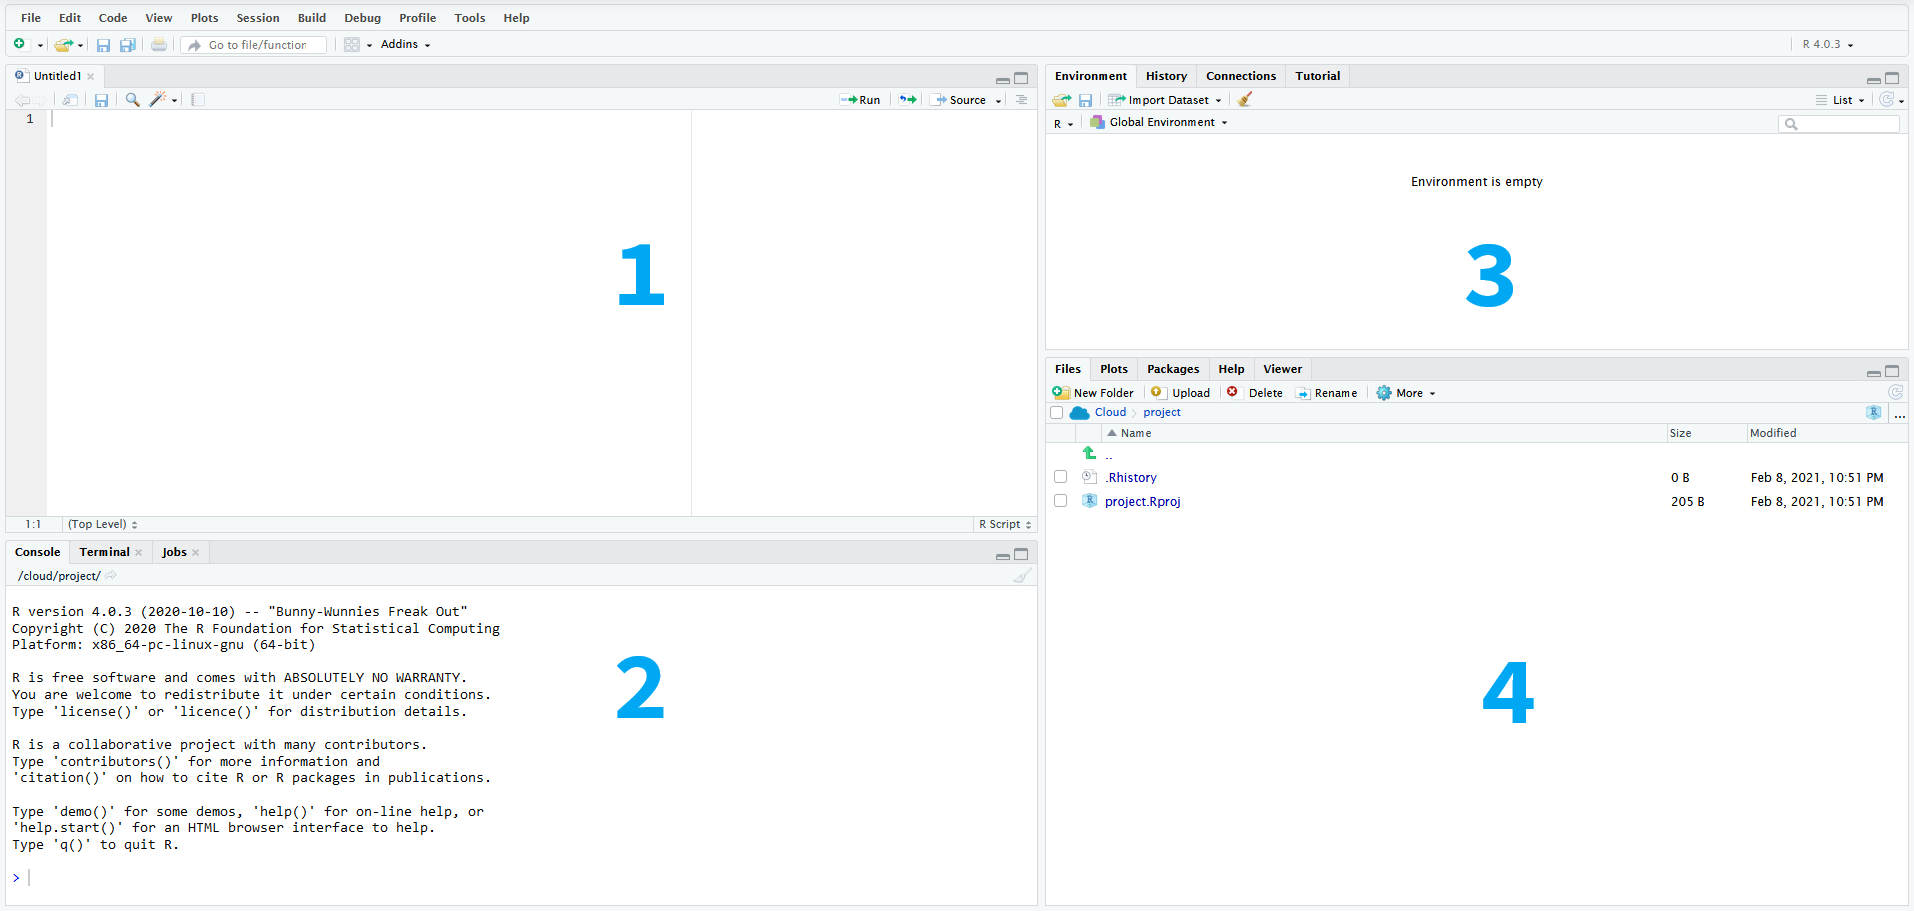 File Edit Code View Plots Session Build Debug Profile Tools Help
Go to file/function Addins R 4.0.3
Untitled1
Run Source
1
1
1:1 (Top Level) R Script
Console Terminal Jobs
/cloud/project/
R version 4.0.3 (2020-10-10) -- "Bunny-Wunnies Freak Out"
Copyright (C) 2020 The R Foundation for Statistical Computing
Platform: x86_64-pc-linux-gnu (64-bit)
R is free software and comes with ABSOLUTELY NO WARRANTY.
You are welcome to redistribute it under certain conditions.
Type 'license()' or 'licence()' for distribution details.
R is a collaborative project with many contributors.
Type 'contributors()' for more information and
'citation()' on how to cite R or R packages in publications.
Type 'demo()' for some demos, 'help()' for on-line help, or
'help.start()' for an HTML browser interface to help.
Type 'q()' to quit R.
>
2
Environment History Connections Tutorial
Import Dataset List
R Global Environment
Environment is empty
3
Files Plots Packages Help Viewer
New Folder Upload Delete Rename More
Cloud project ...
Name Size Modified
..
.Rhistory 0 B Feb 8, 2021, 10:51 PM
project.Rproj 205 B Feb 8, 2021, 10:51 PM
4